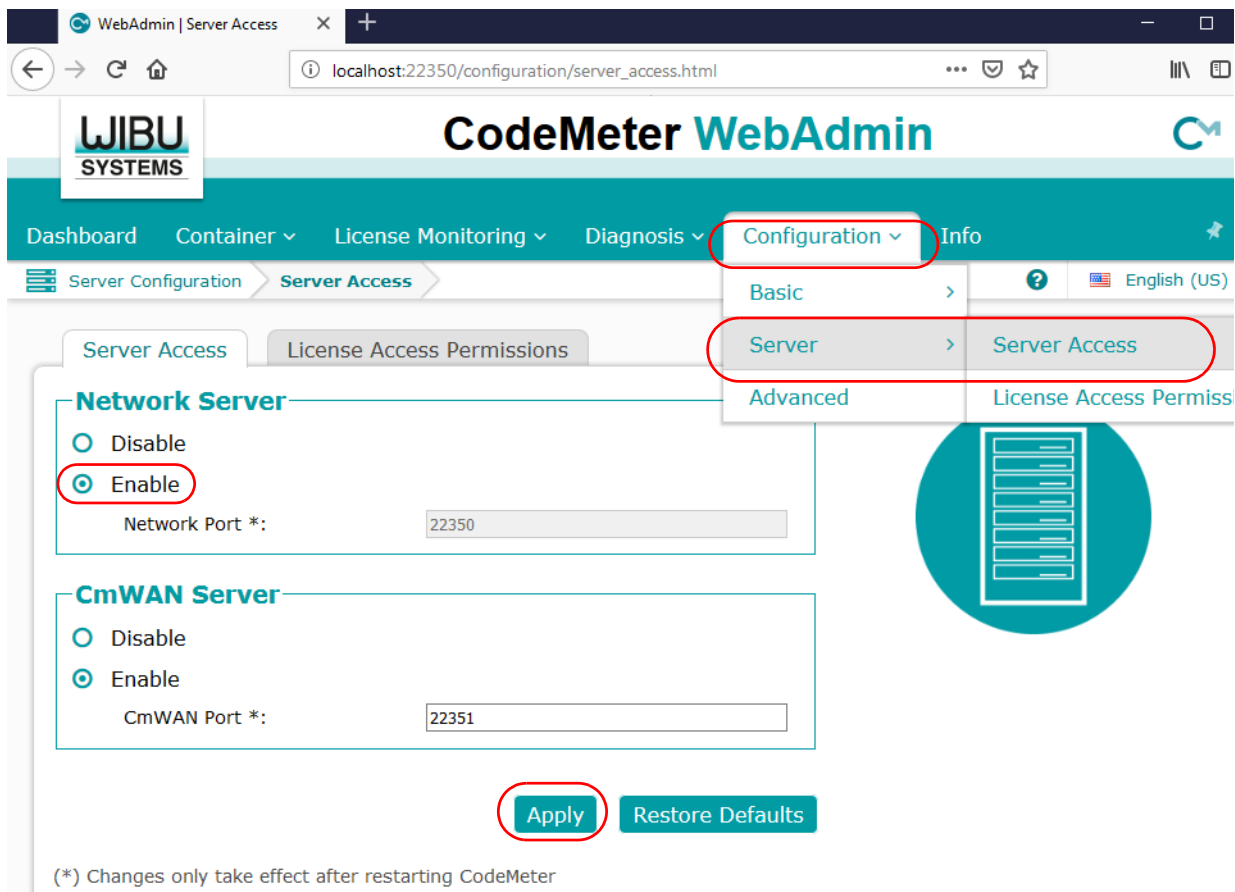 WebAdmin | Server Access
localhost:22350/configuration/server_access.html
WIBU
SYSTEMS
CodeMeter WebAdmin
CM
Dashboard Container License Monitoring Diagnosis Configuration Info
Server Configuration Server Access
English (US)
Basic
Server
Server Access
Advanced
License Access Permissi
Server Access
License Access Permissions
Network Server
Disable
Enable
Network Port *: 22350
CmWAN Server
Disable
Enable
CmWAN Port *: 22351
Apply Restore Defaults
(*) Changes only take effect after restarting CodeMeter